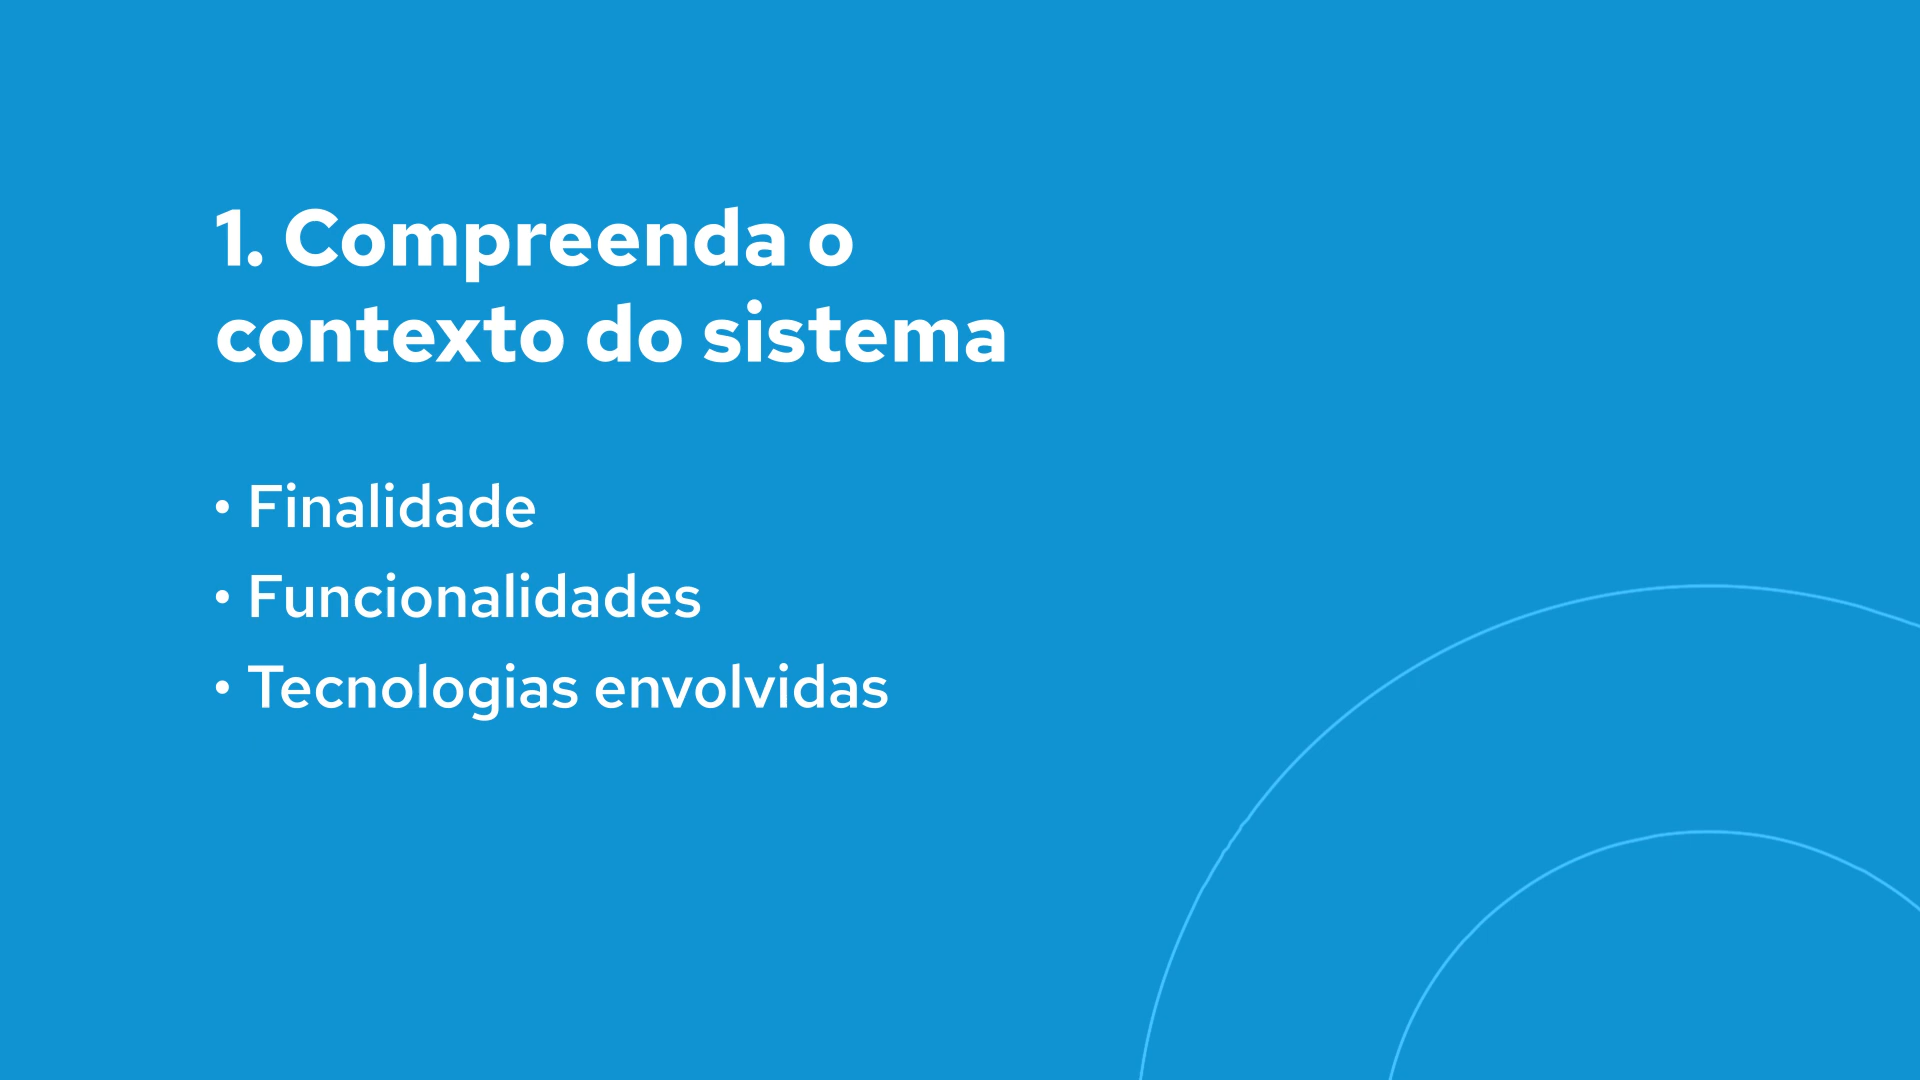 1. Compreenda o
contexto do sistema
• Finalidade
• Funcionalidades
• Tecnologias envolvidas